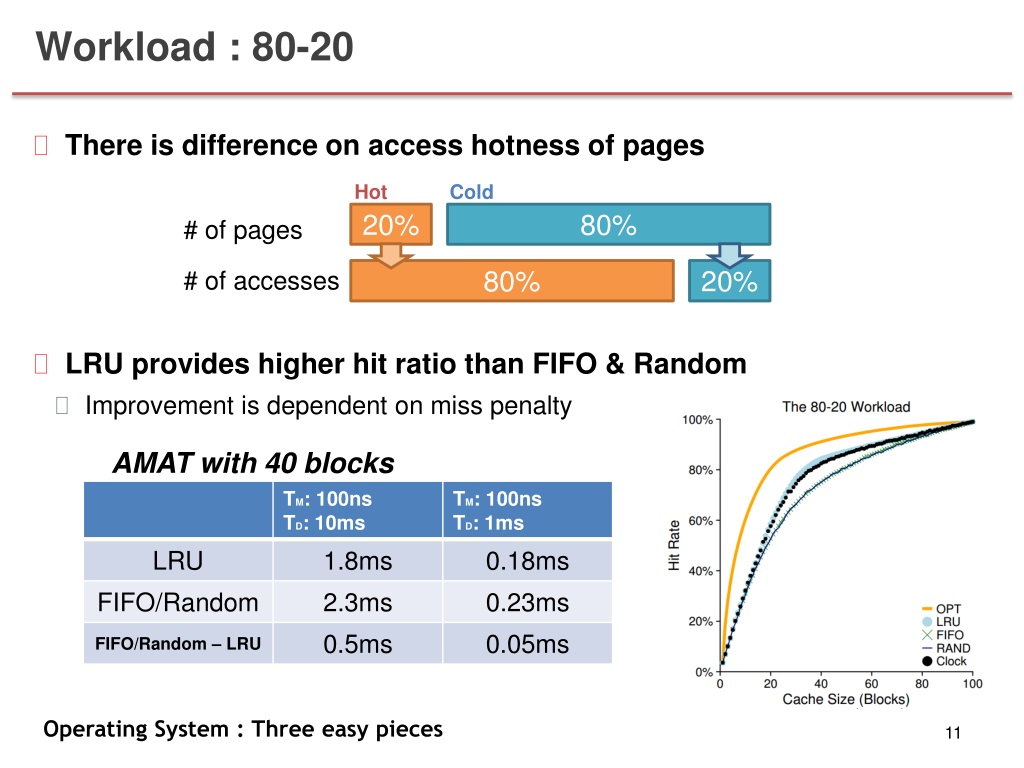 Workload : 80-20
There is difference on access hotness of pages
Hot
Cold
# of pages
20%
80%
# of accesses
80%
20%
LRU provides higher hit ratio than FIFO & Random
Improvement is dependent on miss penalty
AMAT with 40 blocks
TM: 100ns
TD: 10ms
TM: 100ns
TD: 1ms
LRU
1.8ms
0.18ms
FIFO/Random
2.3ms
0.23ms
FIFO/Random – LRU
0.5ms
0.05ms
The 80-20 Workload
100%
80%
60%
40%
20%
0%
Hit Rate
0
20
40
60
80
100
Cache Size (Blocks)
OPT
LRU
FIFO
RAND
Clock
Operating System : Three easy pieces
11